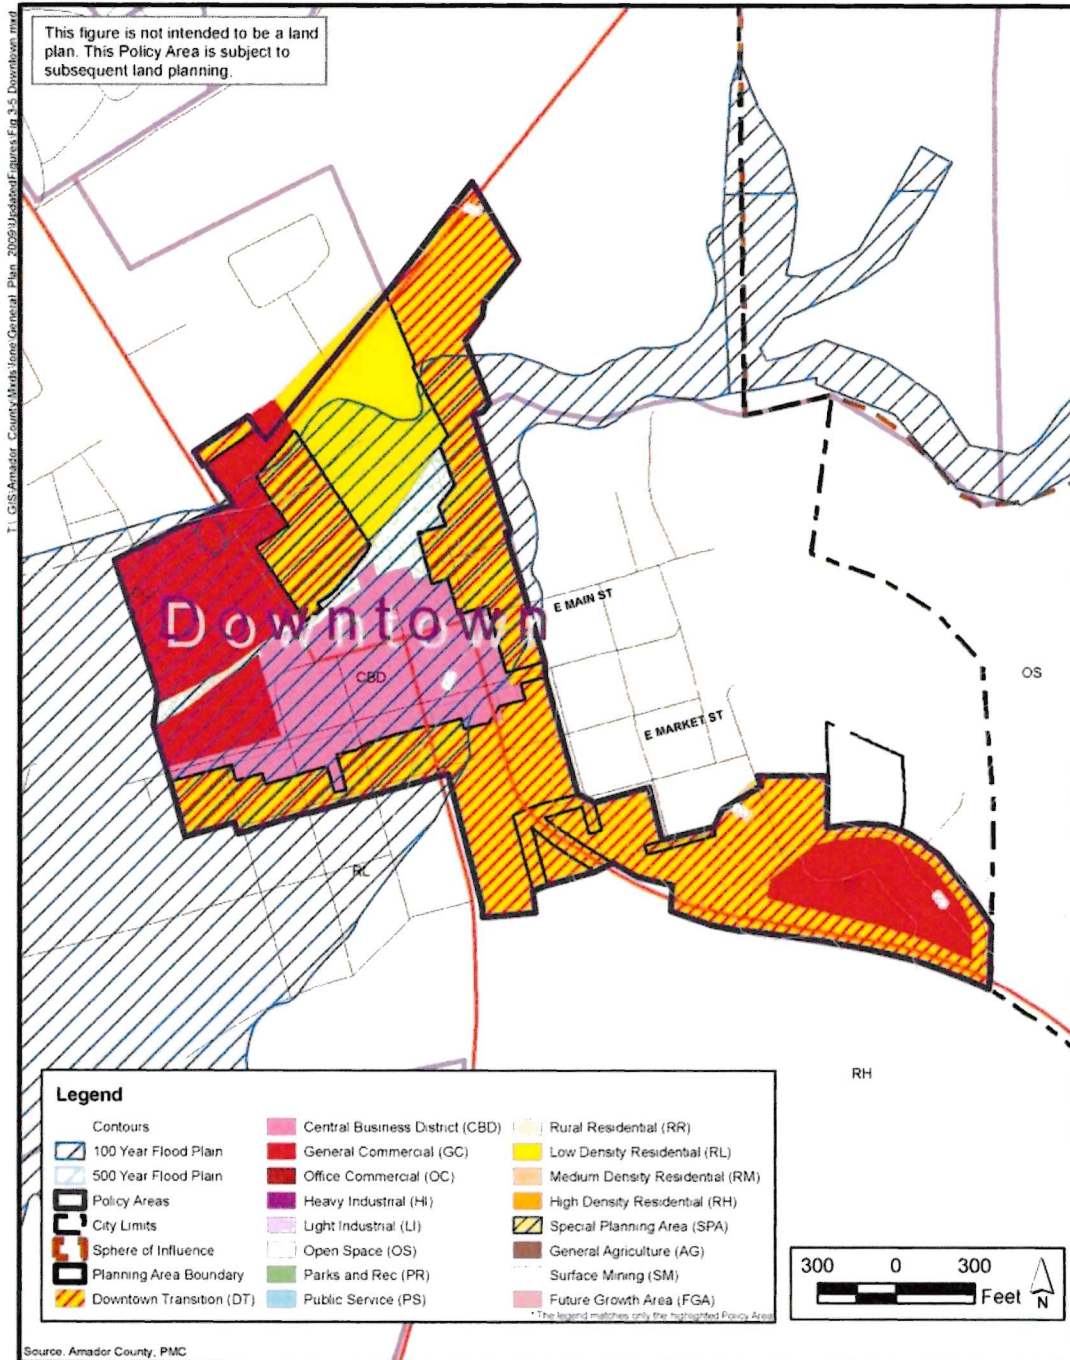 This figure is not intended to be a land
plan. This Policy Area is subject to
subsequent land planning.
Downtown
E MAIN ST
CBD
OS
E MARKET ST
RL
RH
Legend
Contours
100 Year Flood Plain
500 Year Flood Plain
Policy Areas
City Limits
Sphere of Influence
Planning Area Boundary
Downtown Transition (DT)
Central Business District (CBD)
General Commercial (GC)
Office Commercial (OC)
Heavy Industrial (HI)
Light Industrial (LI)
Open Space (OS)
Parks and Rec (PR)
Public Service (PS)
Rural Residential (RR)
Low Density Residential (RL)
Medium Density Residential (RM)
High Density Residential (RH)
Special Planning Area (SPA)
General Agriculture (AG)
Surface Mining (SM)
Future Growth Area (FGA)
* The legend matches only the highlighted Policy Area
300 0 300
Feet
N
Source: Amador County, PMC